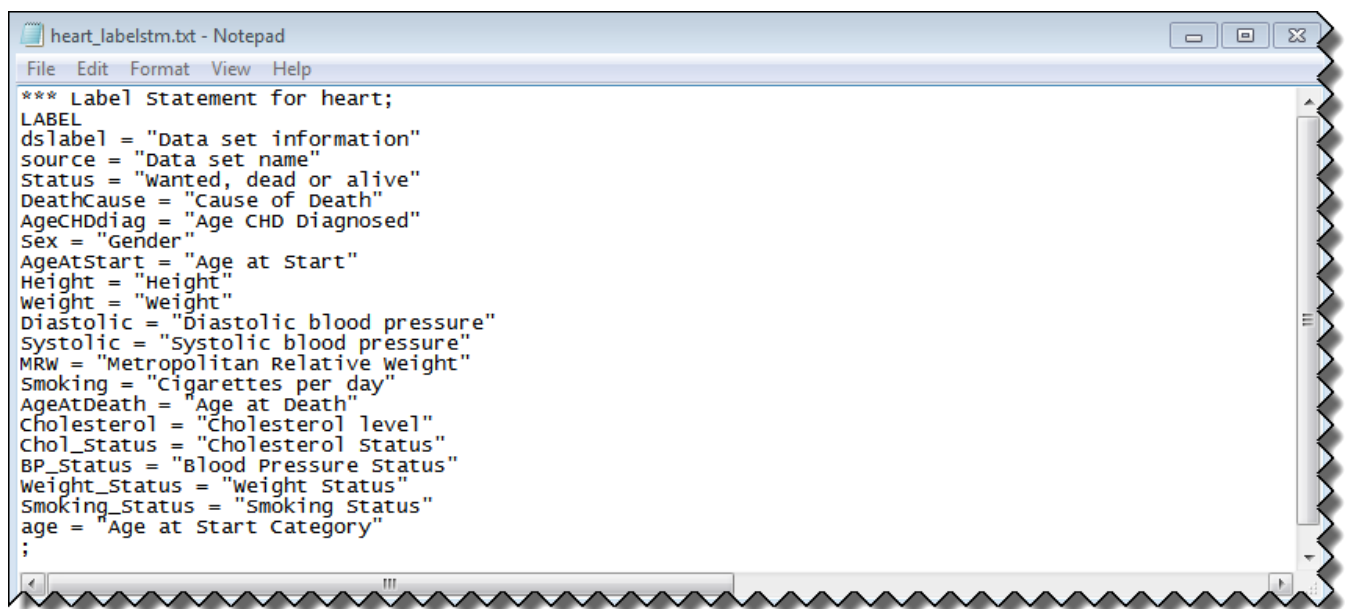 heart_labelstm.txt - Notepad
File Edit Format View Help
*** Label Statement for heart;
LABEL
dslabel = "Data set information"
source = "Data set name"
Status = "Wanted, dead or alive"
DeathCause = "Cause of Death"
AgeCHDdiag = "Age CHD Diagnosed"
Sex = "Gender"
AgeAtStart = "Age at Start"
Height = "Height"
Weight = "Weight"
Diastolic = "Diastolic blood pressure"
Systolic = "Systolic blood pressure"
MRW = "Metropolitan Relative Weight"
Smoking = "Cigarettes per day"
AgeAtDeath = "Age at Death"
Cholesterol = "Cholesterol level"
Chol_Status = "Cholesterol Status"
BP_Status = "Blood Pressure Status"
Weight_Status = "Weight Status"
Smoking_Status = "Smoking Status"
age = "Age at Start Category"
;